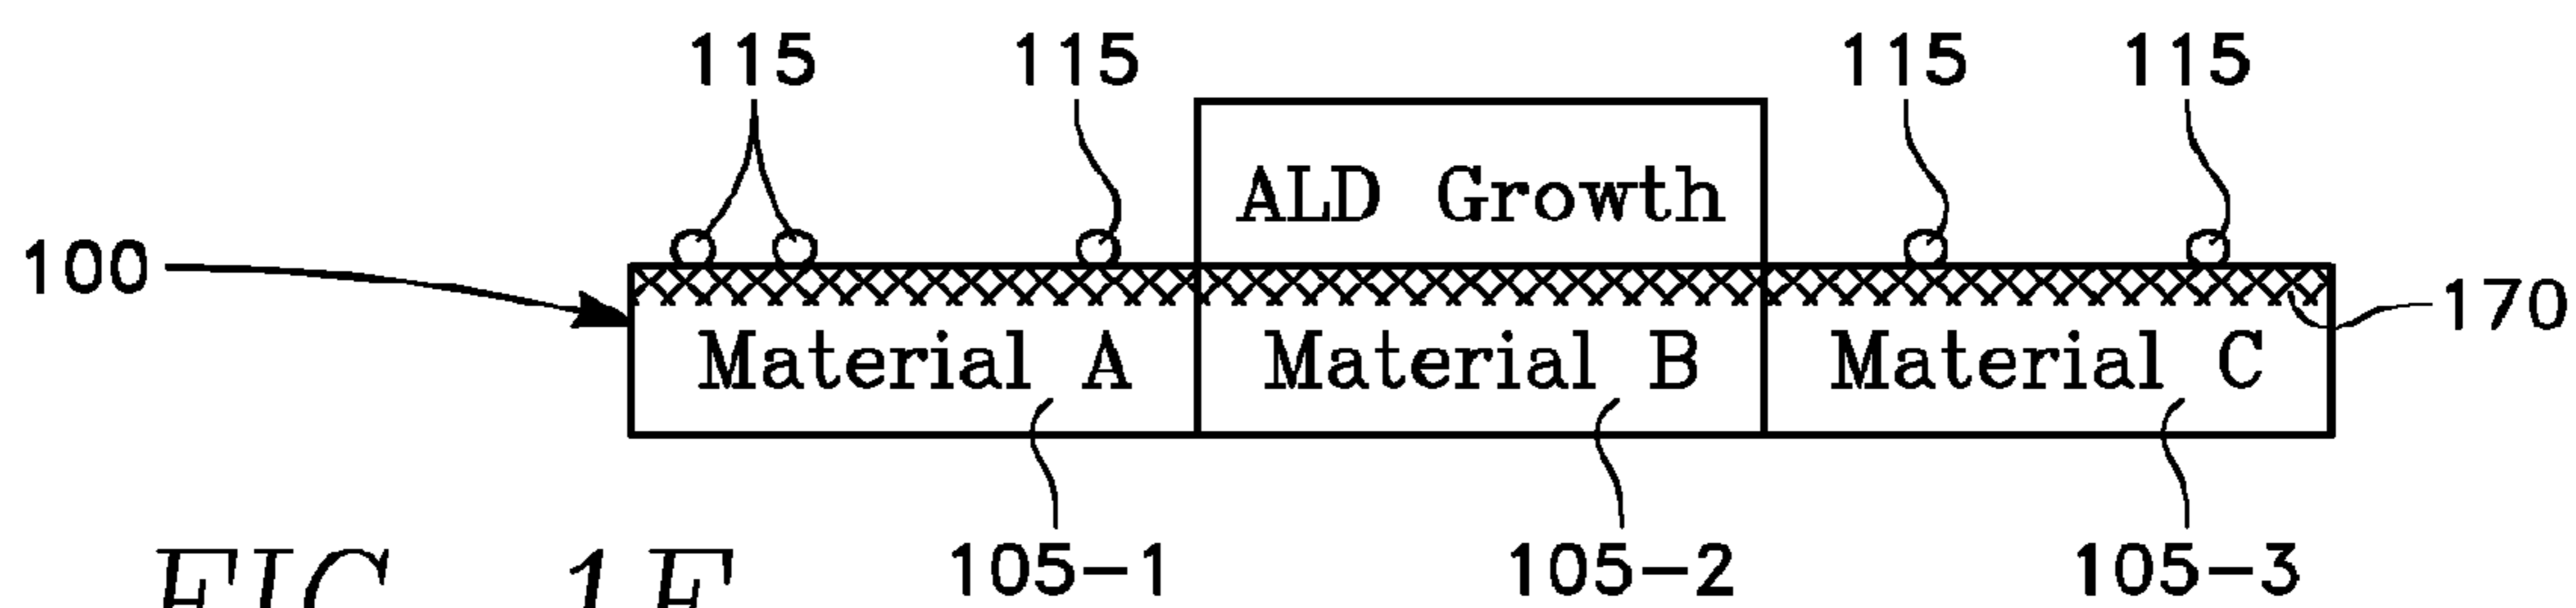 115 115 115 115
ALD Growth
100
170
Material A Material B Material C
105-1 105-2 105-3